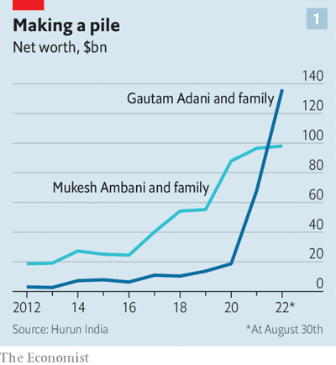 Making a pile
1
Net worth, $bn
140
Gautam Adani and family
120
100
80
Mukesh Ambani and family
60
40
20
0
2012 14 16 18 20 22*
Source: Hurun India *At August 30th
The Economist